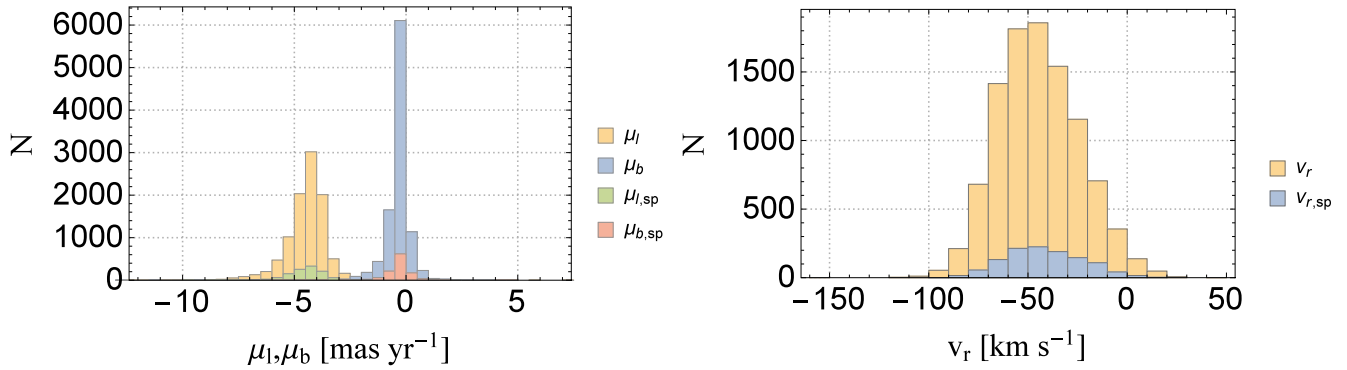 6000
5000
4000
3000
2000
1000
0
N
−10
−5
0
5
μl,μb [mas yr−1]
μl
μb
μl,sp
μb,sp
1500
1000
500
0
N
−150
−100
−50
0
50
vr [km s−1]
vr
vr,sp